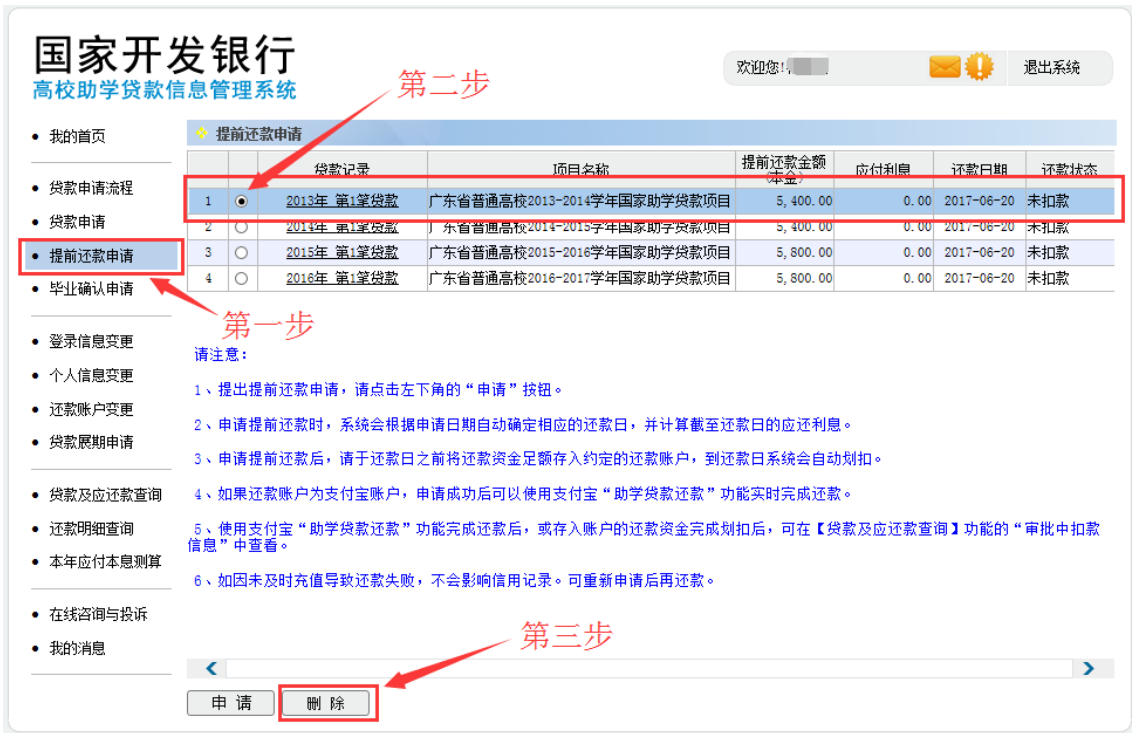 国家开发银行
高校助学贷款信息管理系统
欢迎您!
退出系统
第二步
我的首页
贷款申请流程
贷款申请
提前还款申请
毕业确认申请
登录信息变更
个人信息变更
还款账户变更
贷款展期申请
贷款及应还款查询
还款明细查询
本年应付本息测算
在线咨询与投诉
我的消息
第一步
提前还款申请
贷款记录 项目名称 提前还款金额(本金) 应付利息 还款日期 还款状态
1 2013年 第1笔贷款 广东省普通高校2013-2014学年国家助学贷款项目 5,400.00 0.00 2017-06-20 未扣款
2 2014年 第1笔贷款 广东省普通高校2014-2015学年国家助学贷款项目 5,400.00 0.00 2017-06-20 未扣款
3 2015年 第1笔贷款 广东省普通高校2015-2016学年国家助学贷款项目 5,800.00 0.00 2017-06-20 未扣款
4 2016年 第1笔贷款 广东省普通高校2016-2017学年国家助学贷款项目 5,800.00 0.00 2017-06-20 未扣款
请注意:
1、提出提前还款申请,请点击左下角的“申请”按钮。
2、申请提前还款时,系统会根据申请日期自动确定相应的还款日,并计算截至还款日的应还利息。
3、申请提前还款后,请于还款日之前将还款资金足额存入约定的还款账户,到还款日系统会自动划扣。
4、如果还款账户为支付宝账户,申请成功后可以使用支付宝“助学贷款还款”功能实时完成还款。
5、使用支付宝“助学贷款还款”功能完成还款后,或存入账户的还款资金完成划扣后,可在【贷款及应还款查询】功能的“审批中扣款
信息”中查看。
6、如因未及时充值导致还款失败,不会影响信用记录。可重新申请后再还款。
第三步
申 请
删 除